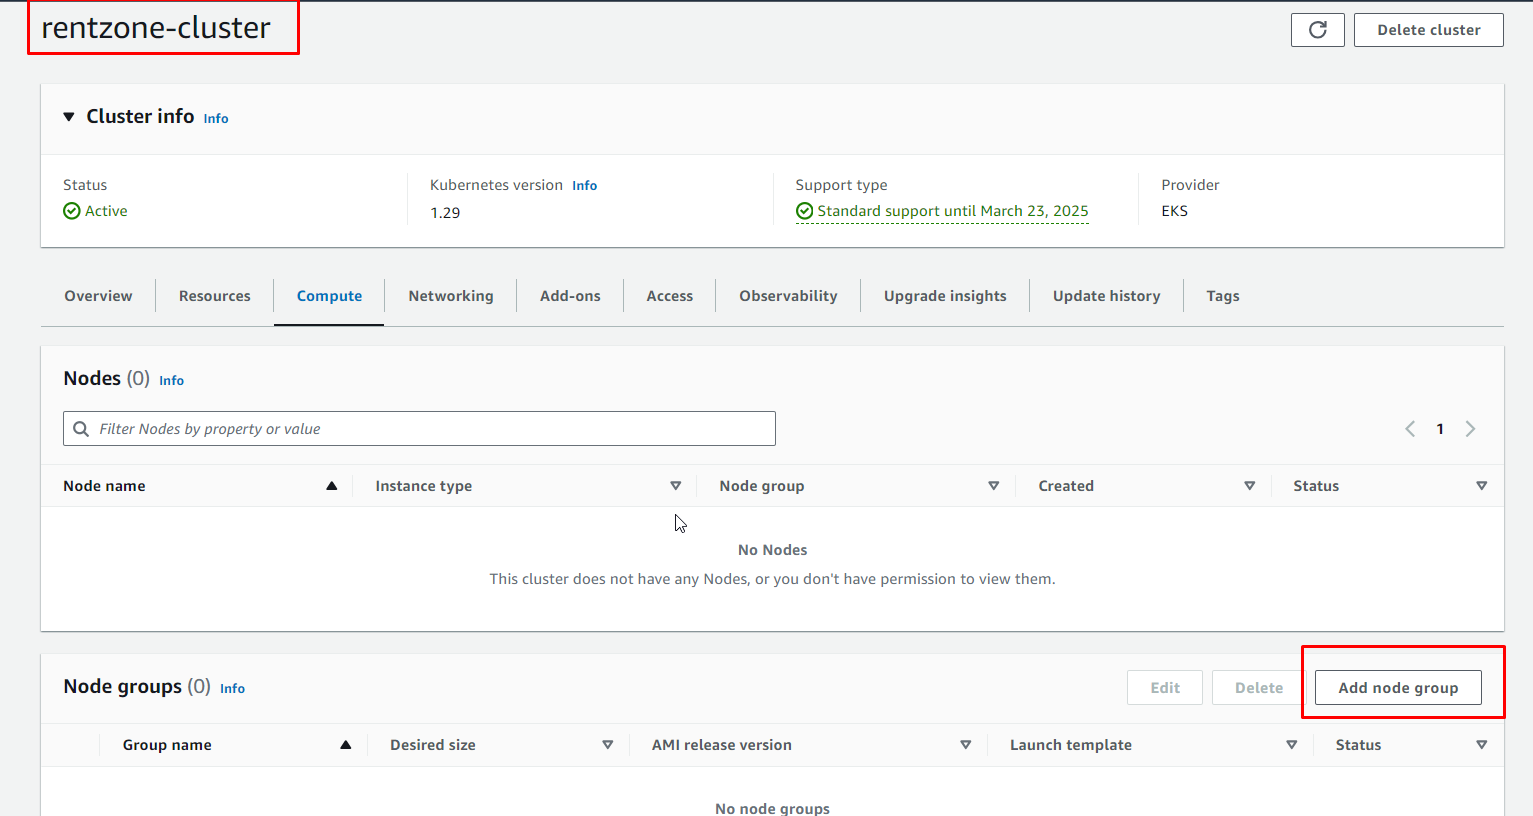 rentzone-cluster
Delete cluster
Cluster info Info
Status
Active
Kubernetes version Info
1.29
Support type
Standard support until March 23, 2025
Provider
EKS
Overview Resources Compute Networking Add-ons Access Observability Upgrade insights Update history Tags
Nodes (0) Info
Filter Nodes by property or value
1
Node name Instance type Node group Created Status
No Nodes
This cluster does not have any Nodes, or you don't have permission to view them.
Node groups (0) Info
Edit Delete Add node group
Group name Desired size AMI release version Launch template Status
No node groups